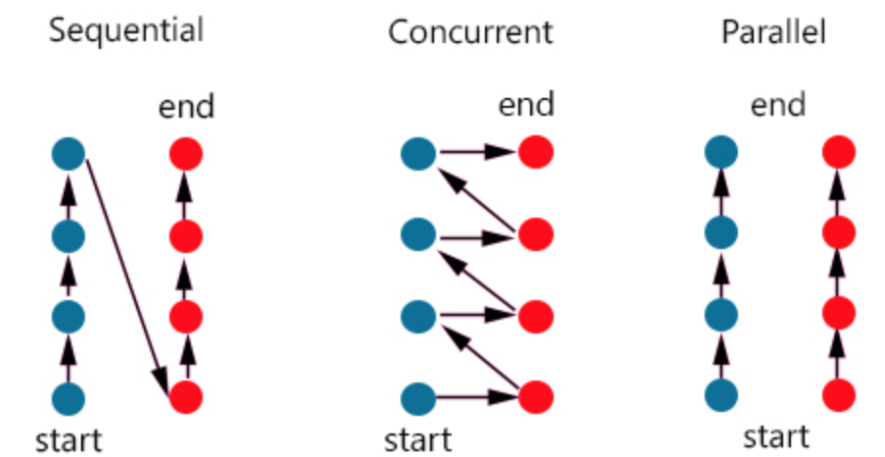 Sequential
Concurrent
Parallel
end
end
end
start
start
start